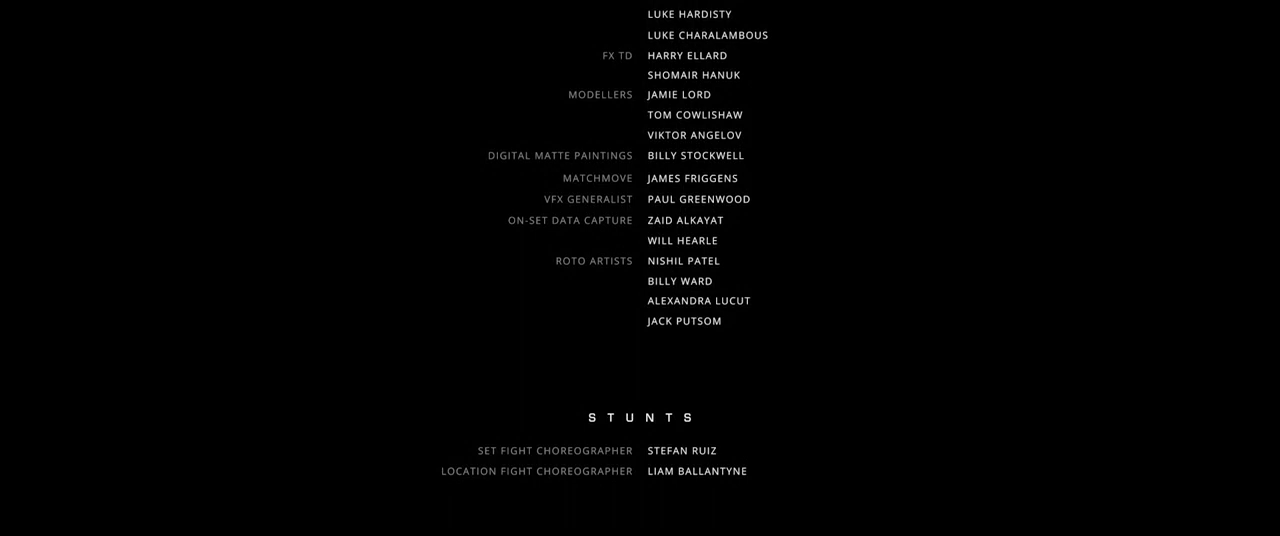 LUKE HARDISTY
LUKE CHARALAMBOUS
FX TD HARRY ELLARD
SHOMAIR HANUK
MODELLERS JAMIE LORD
TOM COWLISHAW
VIKTOR ANGELOV
DIGITAL MATTE PAINTINGS BILLY STOCKWELL
MATCHMOVE JAMES FRIGGENS
VFX GENERALIST PAUL GREENWOOD
ON-SET DATA CAPTURE ZAID ALKAYAT
WILL HEARLE
ROTO ARTISTS NISHIL PATEL
BILLY WARD
ALEXANDRA LUCUT
JACK PUTSOM
STUNTS
SET FIGHT CHOREOGRAPHER STEFAN RUIZ
LOCATION FIGHT CHOREOGRAPHER LIAM BALLANTYNE